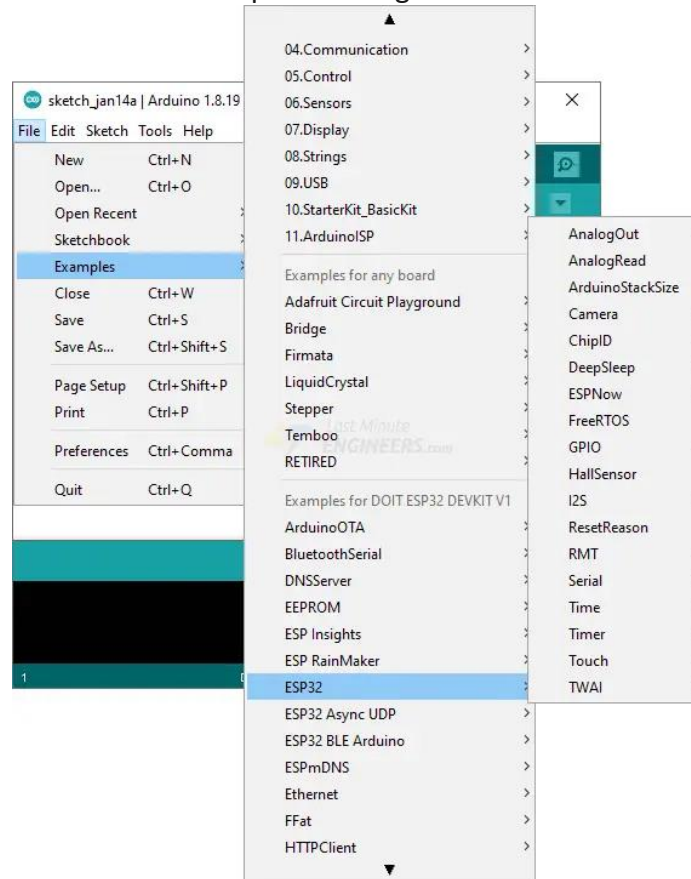 sketch_jan14a | Arduino 1.8.19
File Edit Sketch Tools Help
New Ctrl+N
Open... Ctrl+O
Open Recent
Sketchbook
Examples
Close Ctrl+W
Save Ctrl+S
Save As... Ctrl+Shift+S
Page Setup Ctrl+Shift+P
Print Ctrl+P
Preferences Ctrl+Comma
Quit Ctrl+Q
1
04.Communication
05.Control
06.Sensors
07.Display
08.Strings
09.USB
10.StarterKit_BasicKit
11.ArduinoISP
Examples for any board
Adafruit Circuit Playground
Bridge
Firmata
LiquidCrystal
Stepper
Temboo
RETIRED
Last Minute
ENGINEERS.com
Examples for DOIT ESP32 DEVKIT V1
ArduinoOTA
BluetoothSerial
DNSServer
EEPROM
ESP Insights
ESP RainMaker
ESP32
ESP32 Async UDP
ESP32 BLE Arduino
ESPmDNS
Ethernet
FFat
HTTPClient
AnalogOut
AnalogRead
ArduinoStackSize
Camera
ChipID
DeepSleep
ESPNow
FreeRTOS
GPIO
HallSensor
I2S
ResetReason
RMT
Serial
Time
Timer
Touch
TWAI